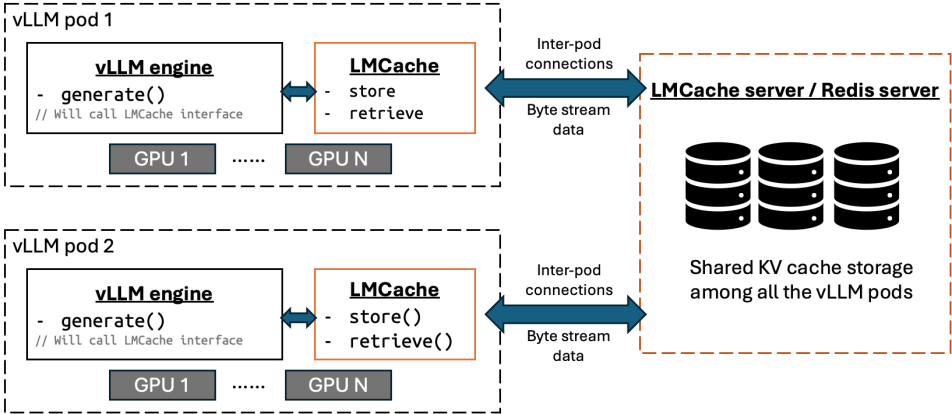 vLLM pod 1
vLLM engine
- generate()
// Will call LMCache interface
LMCache
- store
- retrieve
GPU 1 ...... GPU N
Inter-pod
connections
Byte stream
data
LMCache server / Redis server
Shared KV cache storage
among all the vLLM pods
vLLM pod 2
vLLM engine
- generate()
// Will call LMCache interface
LMCache
- store()
- retrieve()
GPU 1 ...... GPU N
Inter-pod
connections
Byte stream
data